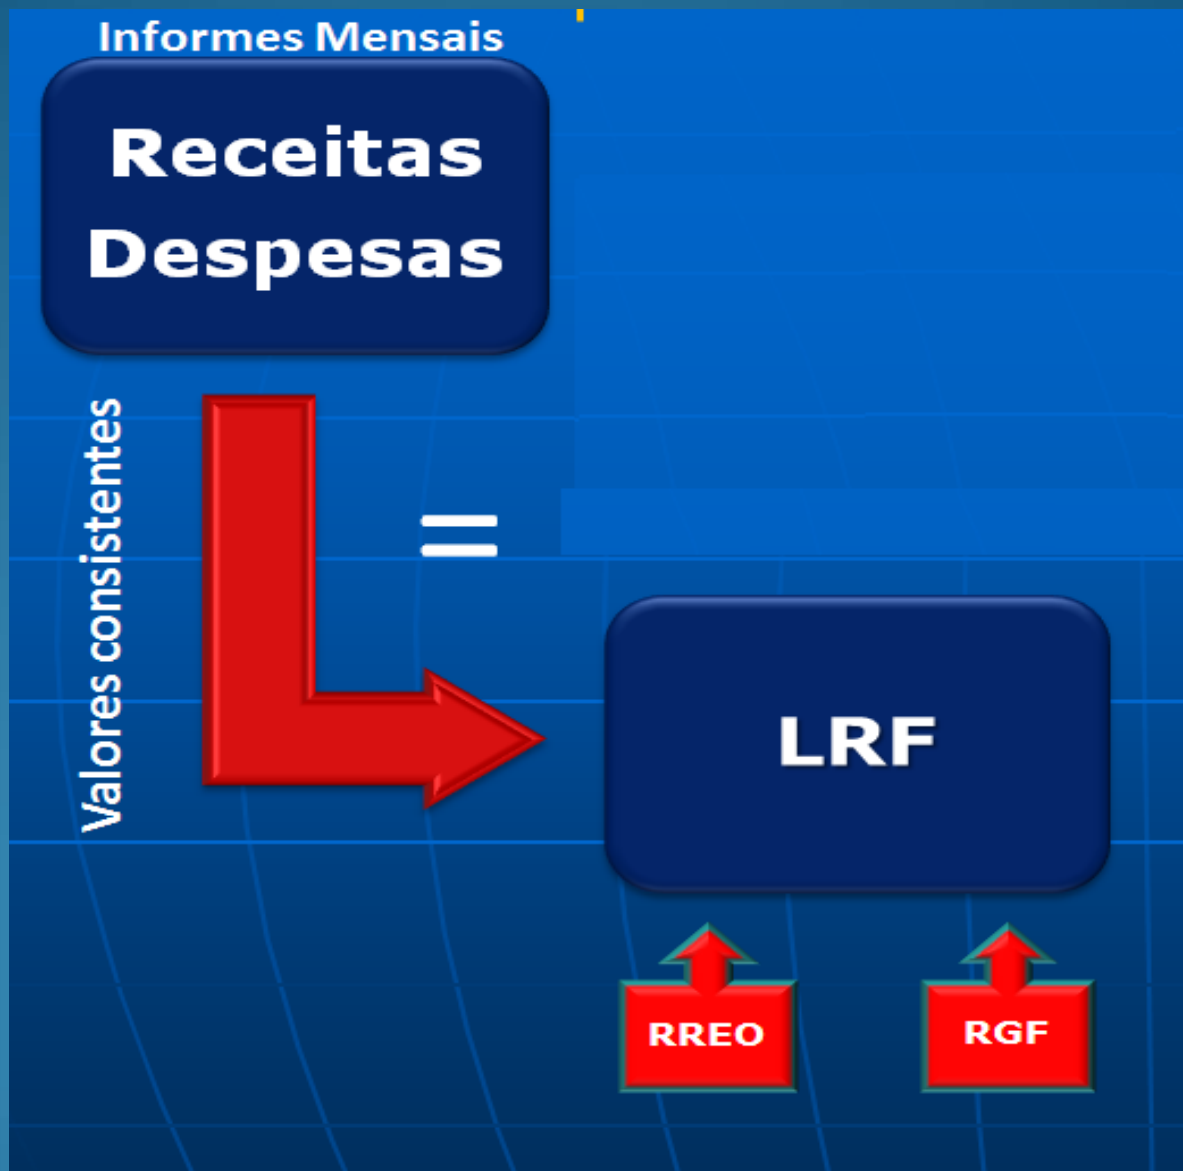 Informes Mensais
Receitas
Despesas
Valores consistentes
=
LRF
RREO
RGF